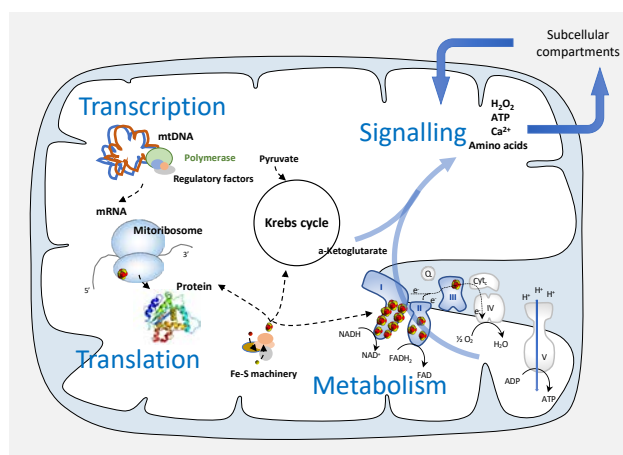 Subcellular
compartments
Transcription
mtDNA
Polymerase
Regulatory factors
mRNA
Mitoribosome
3'
5'
Protein
Translation
Pyruvate
Krebs cycle
a-Ketoglutarate
Fe-S machinery
Signalling
H₂O₂
ATP
Ca²⁺
Amino acids
Metabolism
I
Q
e⁻
e⁻
II
III
Cyt c
e⁻
IV
NADH
NAD⁺
FADH₂
FAD
½ O₂
H₂O
H⁺
H⁺
H⁺
V
ADP
ATP